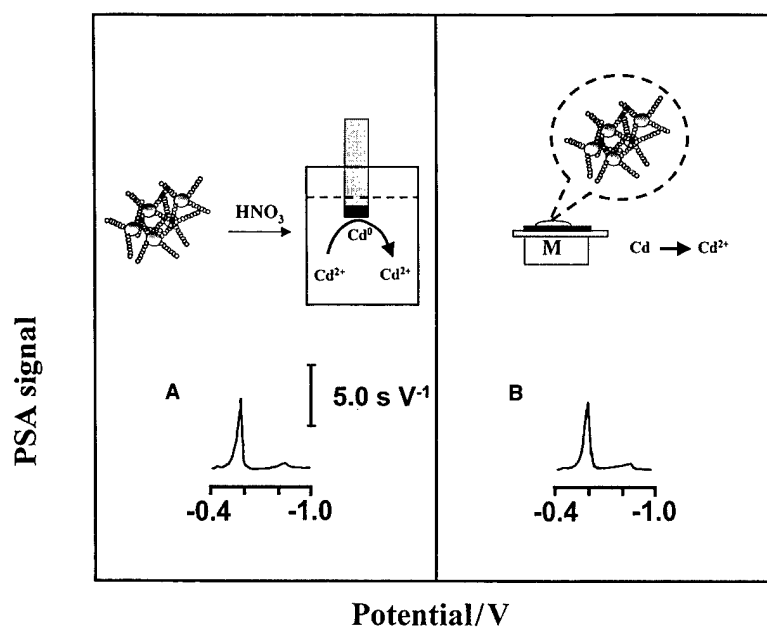 PSA signal
HNO₃
Cd⁰
Cd²⁺ Cd²⁺
A
5.0 s V⁻¹
-0.4 -1.0
M
Cd → Cd²⁺
B
-0.4 -1.0
Potential/V